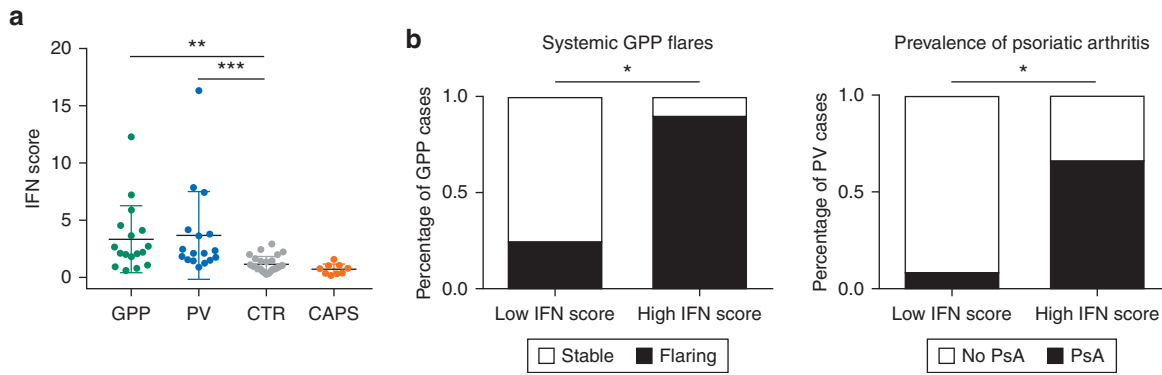 a
**
***
20
15
10
5
0
IFN score
GPP PV CTR CAPS
b
Systemic GPP flares
*
1.0
0.5
0.0
Percentage of GPP cases
Low IFN score High IFN score
Stable Flaring
Prevalence of psoriatic arthritis
*
1.0
0.5
0.0
Percentage of PV cases
Low IFN score High IFN score
No PsA PsA